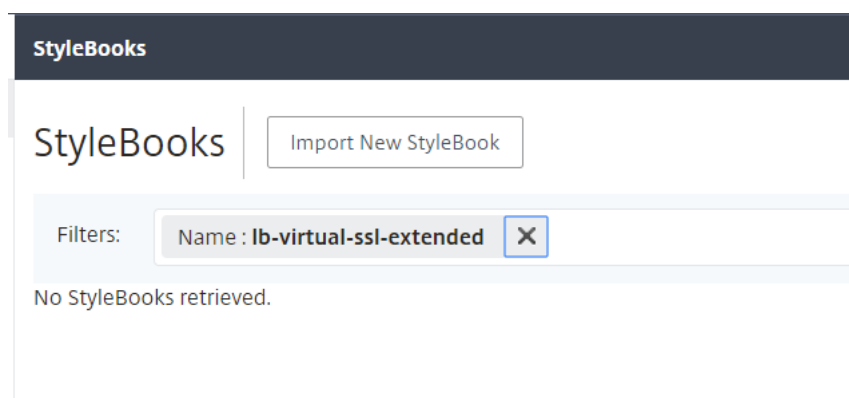 StyleBooks
StyleBooks Import New StyleBook
Filters: Name : lb-virtual-ssl-extended
No StyleBooks retrieved.